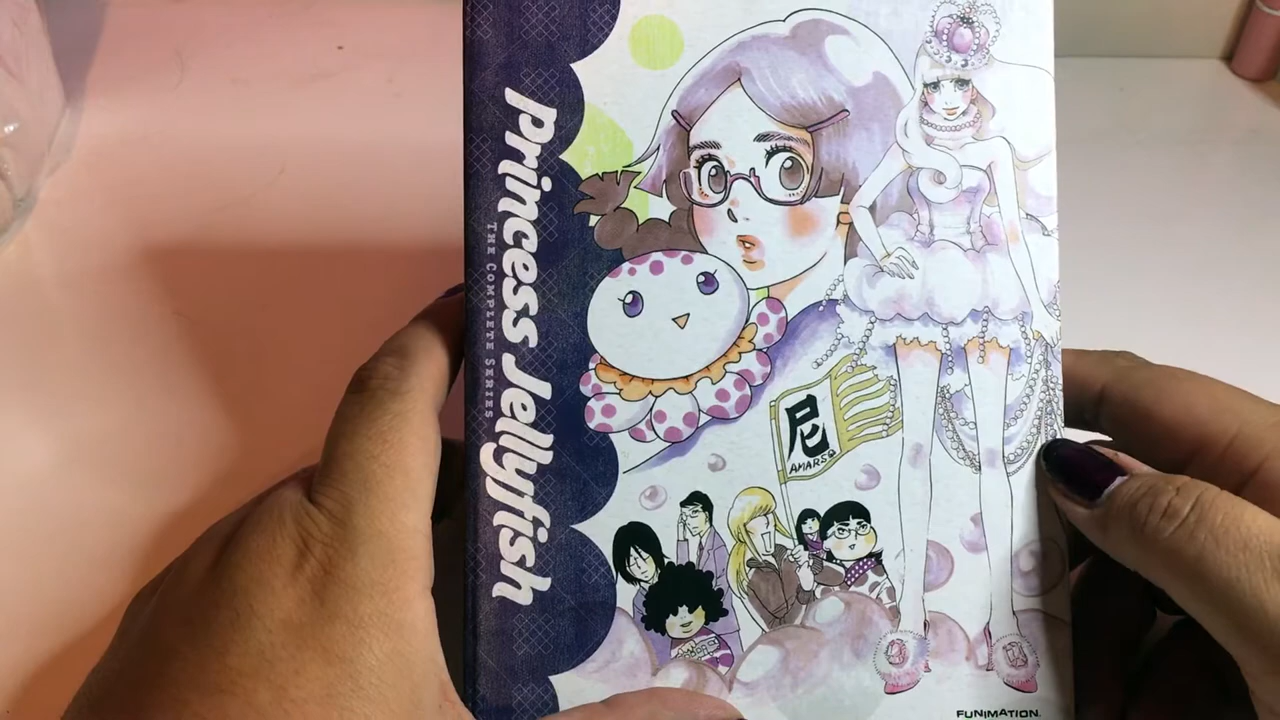 Princess Jellyfish
THE COMPLETE SERIES
尼
AMARS
FUNIMATION